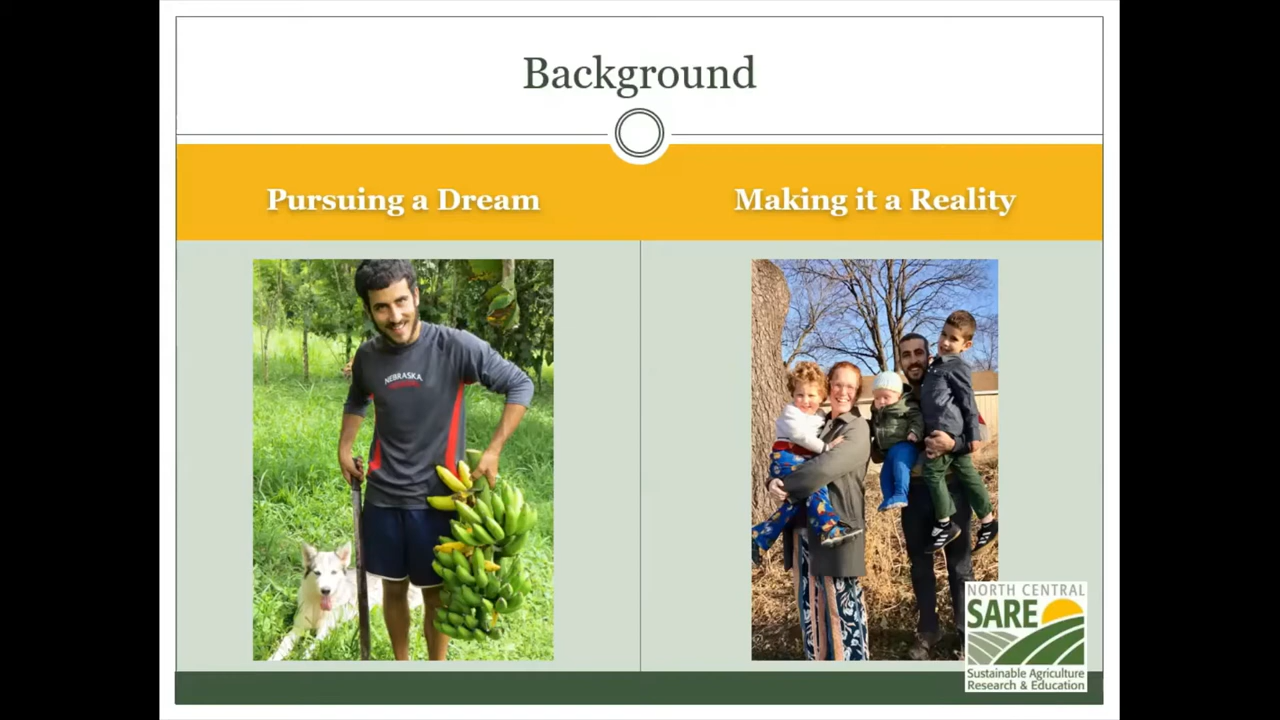 Background
Pursuing a Dream
Making it a Reality
NEBRASKA
NORTH CENTRAL
SARE
Sustainable Agriculture
Research & Education